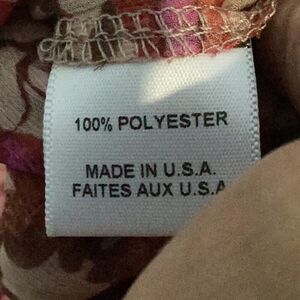 100% POLYESTER
MADE IN U.S.A.
FAITES AUX U.S.A